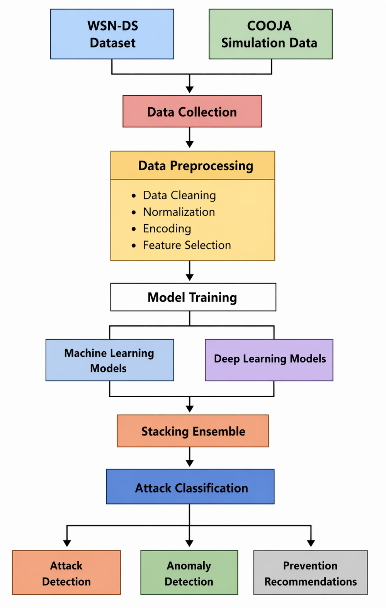 WSN-DS
Dataset
COOJA
Simulation Data
Data Collection
Data Preprocessing
• Data Cleaning
• Normalization
• Encoding
• Feature Selection
Model Training
Machine Learning
Models
Deep Learning Models
Stacking Ensemble
Attack Classification
Attack
Detection
Anomaly
Detection
Prevention
Recommendations